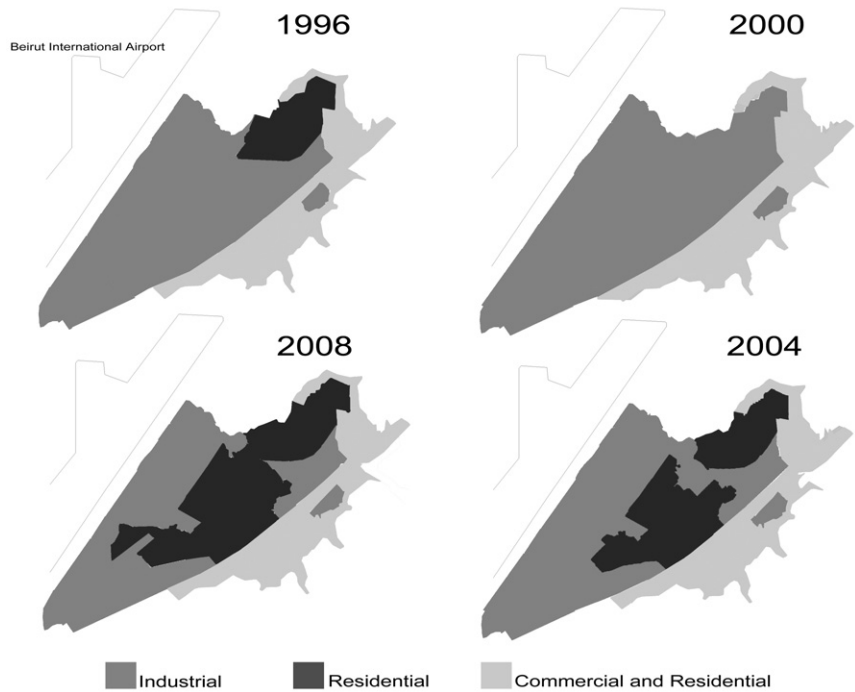 1996
2000
Beirut International Airport
2008
2004
Industrial
Residential
Commercial and Residential